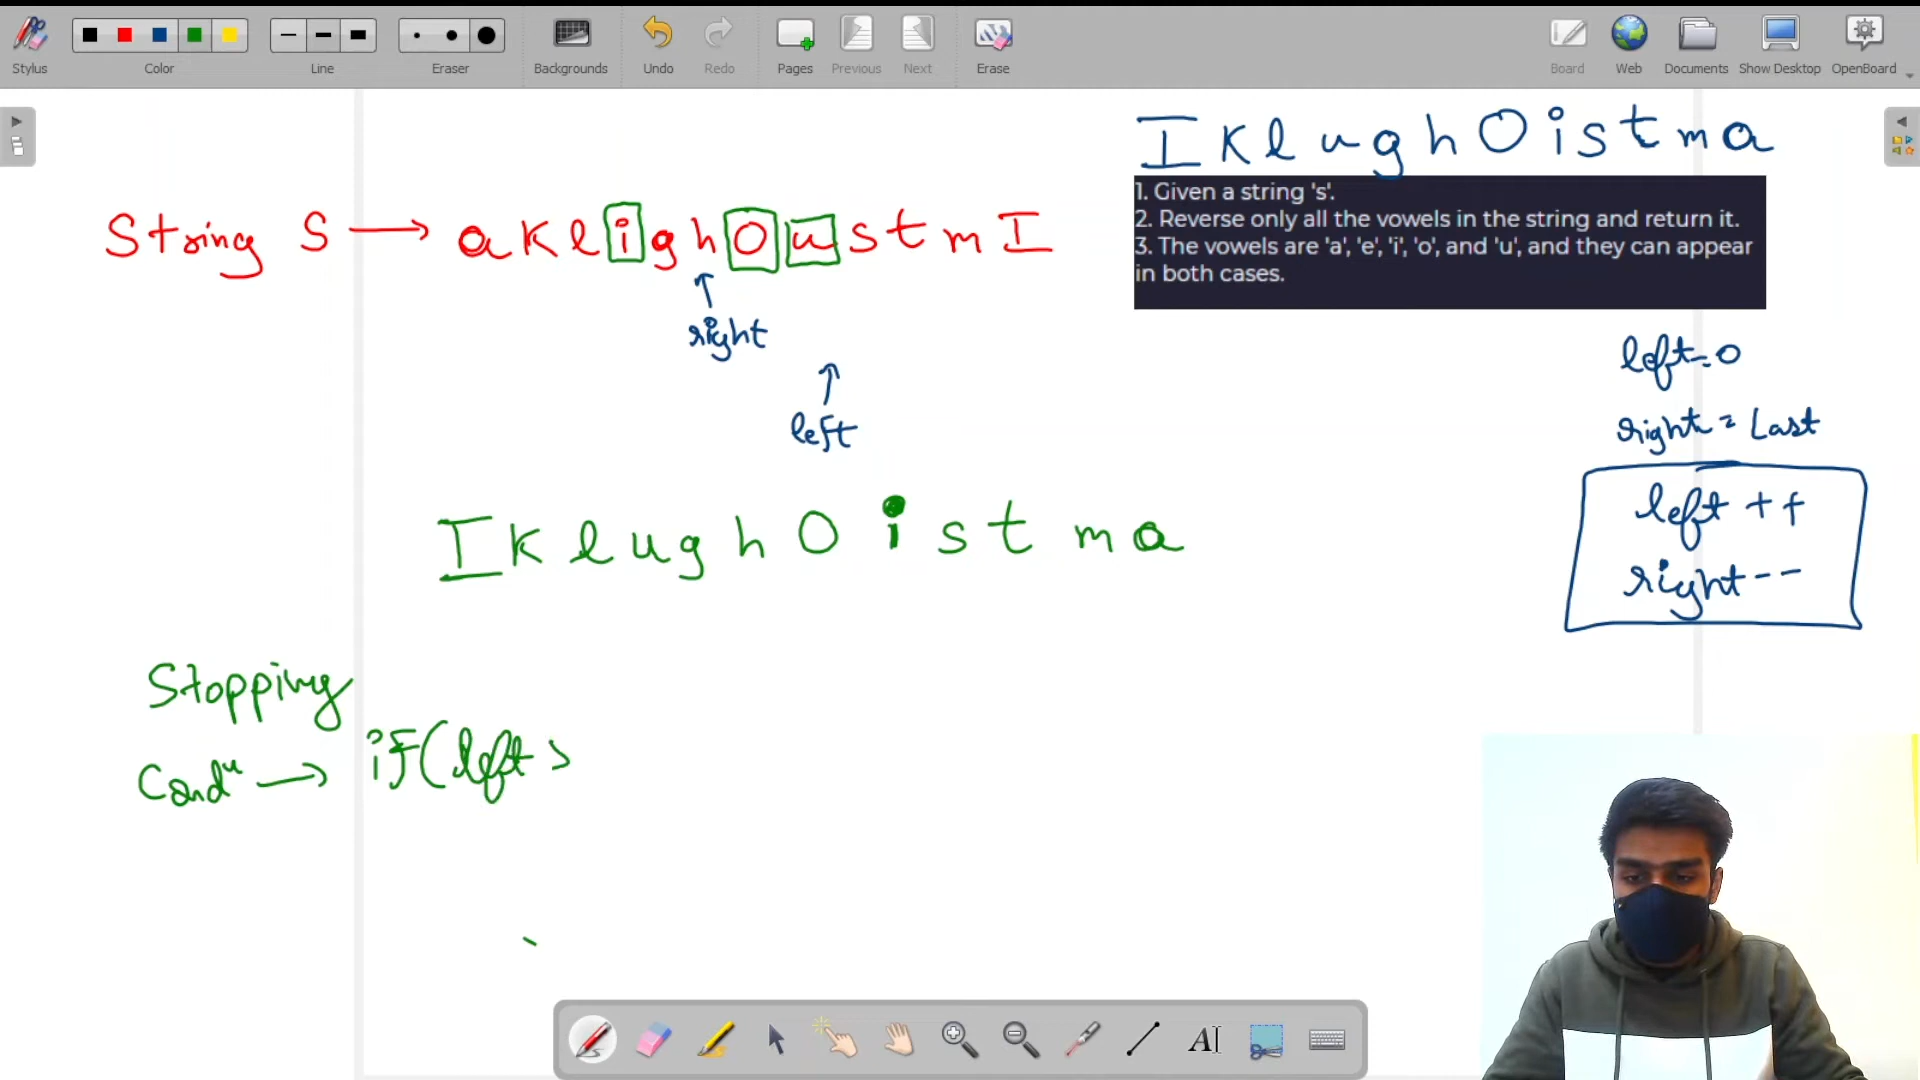 Stylus
Color
Line
Eraser
Backgrounds
Undo
Redo
Pages
Previous
Next
Erase
Board
Web
Documents
Show Desktop
OpenBoard
I K l u g h O i s t m a
1. Given a string 's'.
2. Reverse only all the vowels in the string and return it.
3. The vowels are 'a', 'e', 'i', 'o', and 'u', and they can appear
in both cases.
String S → a K l i g h O u s t m I
↑
right
↑
left
left = 0
right = Last
left ++
right --
I K l u g h O i s t m a
Stopping
Condn → if(left >
AI